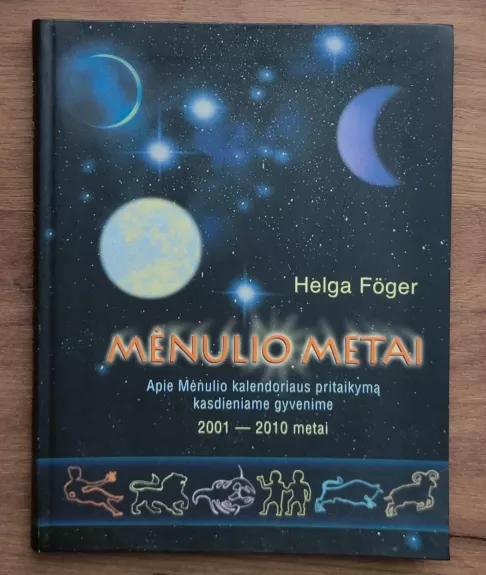 Helga Föger
MĖNULIO METAI
Apie Mėnulio kalendoriaus pritaikymą
kasdieniame gyvenime
2001 — 2010 metai